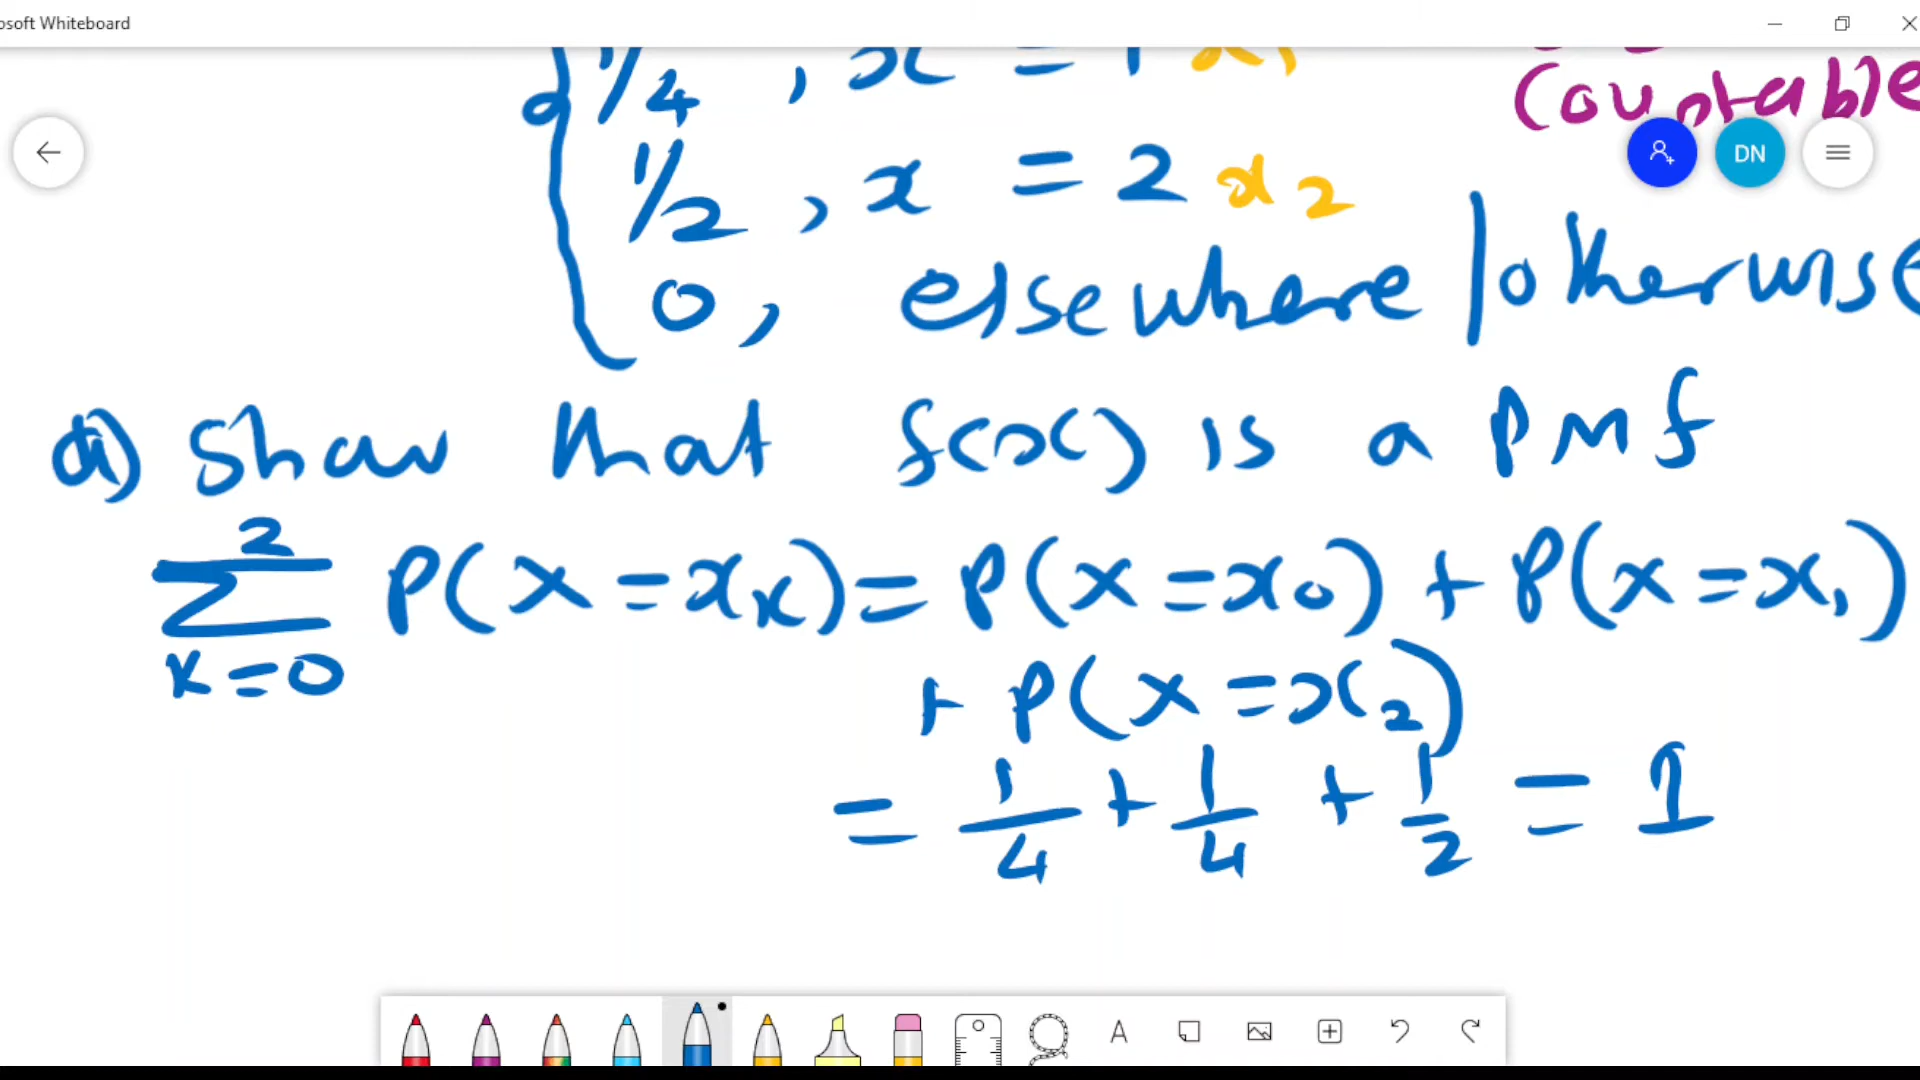 osoft Whiteboard
1/4 , x = 1 x1
(Countable
1/2 , x = 2 x2
DN
0 , elsewhere / otherwise
a) Show that f(x) is a pmf
2
Σ P(X = xk) = P(X = x0) + P(X = x1)
k = 0
+ P(X = x2)
= 1/4 + 1/4 + 1/2 = 1